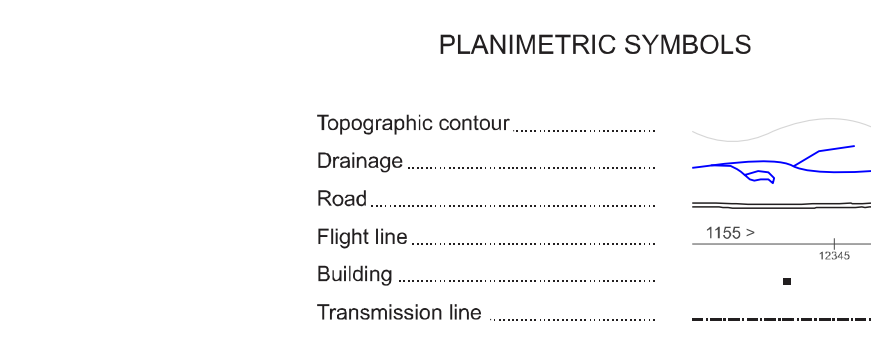 PLANIMETRIC SYMBOLS
Topographic contour
Drainage
Road
Flight line
1155 >
12345
Building
Transmission line